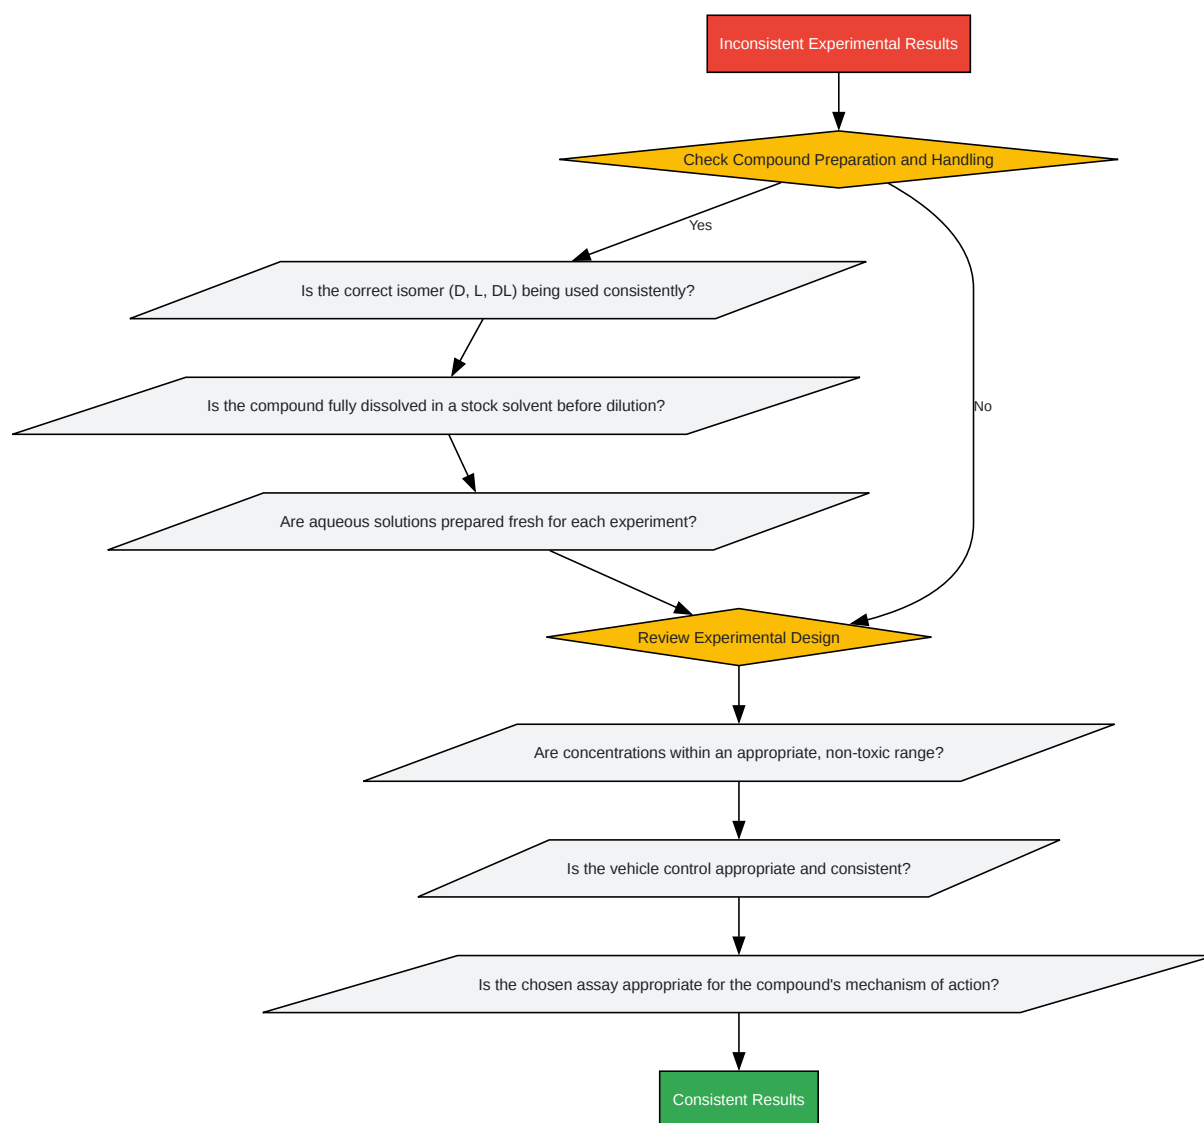 Inconsistent Experimental Results
Check Compound Preparation and Handling
Yes
Is the correct isomer (D, L, DL) being used consistently?
Is the compound fully dissolved in a stock solvent before dilution?
No
Are aqueous solutions prepared fresh for each experiment?
Review Experimental Design
Are concentrations within an appropriate, non-toxic range?
Is the vehicle control appropriate and consistent?
Is the chosen assay appropriate for the compound's mechanism of action?
Consistent Results